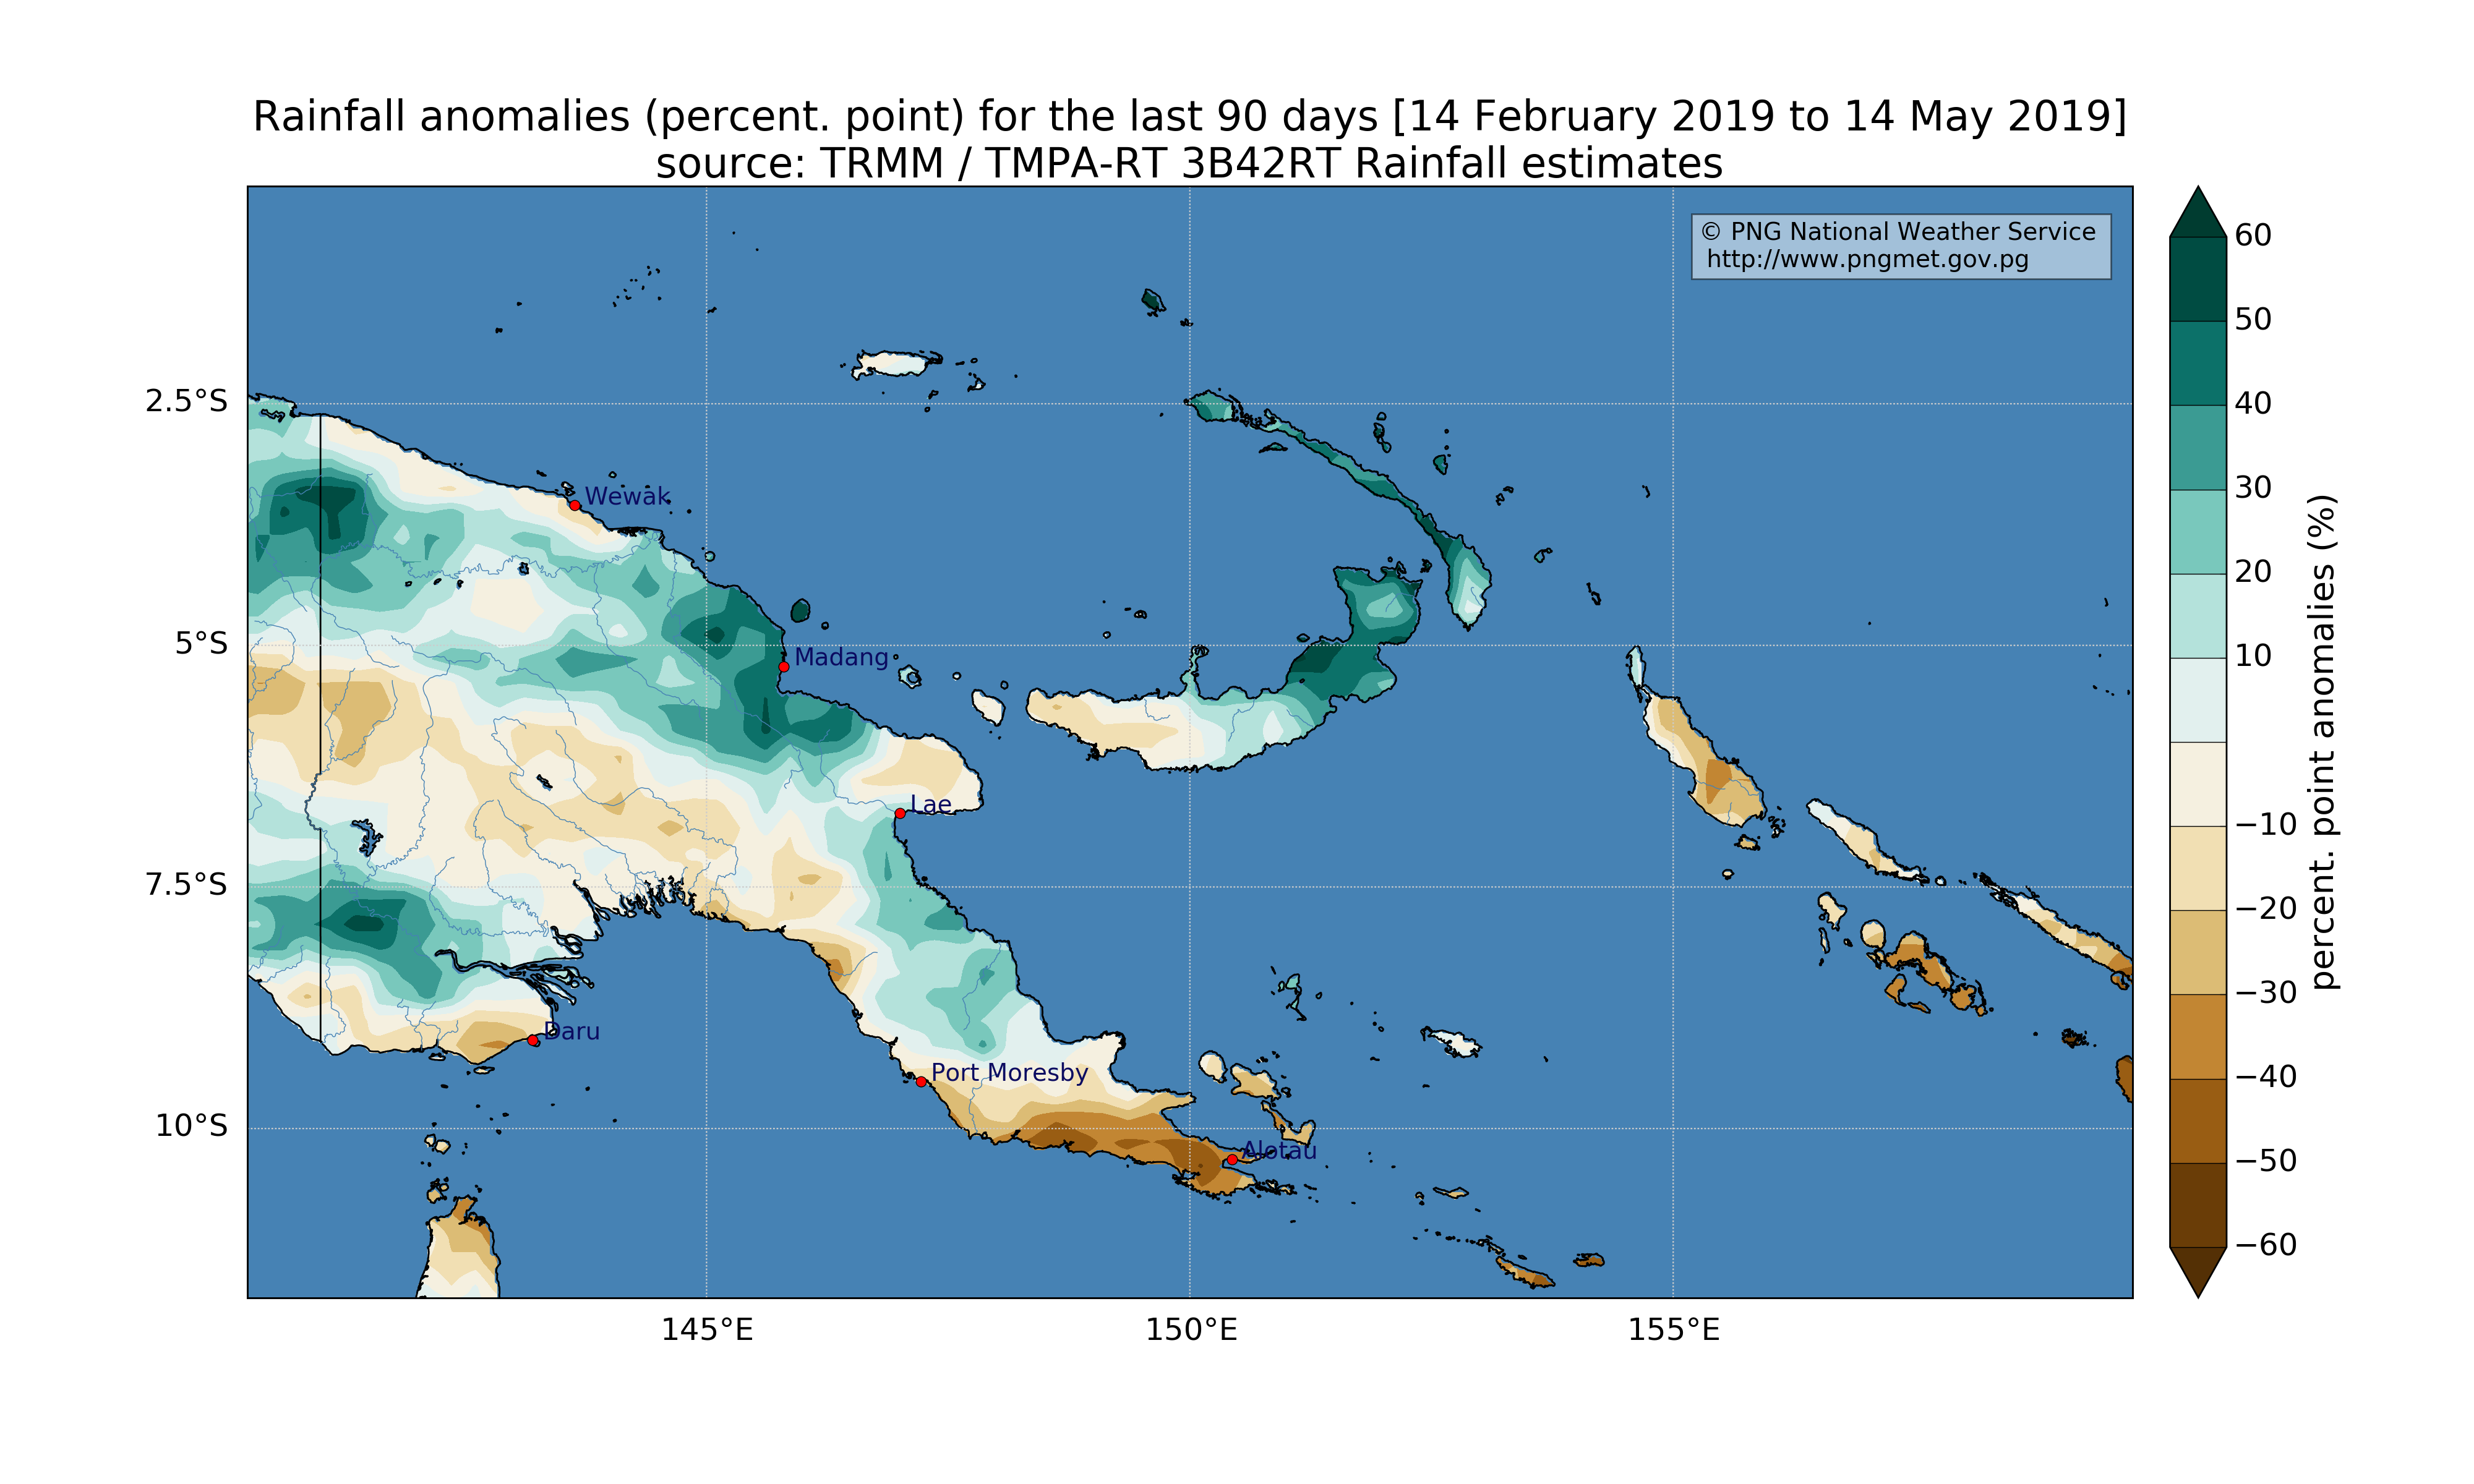 Rainfall anomalies (percent. point) for the last 90 days [14 February 2019 to 14 May 2019]
source: TRMM / TMPA-RT 3B42RT Rainfall estimates
© PNG National Weather Service
http://www.pngmet.gov.pg
2.5°S
5°S
7.5°S
10°S
145°E
150°E
155°E
Wewak
Madang
Lae
Daru
Port Moresby
Alotau
60
50
40
30
20
10
−10
−20
−30
−40
−50
−60
percent. point anomalies (%)